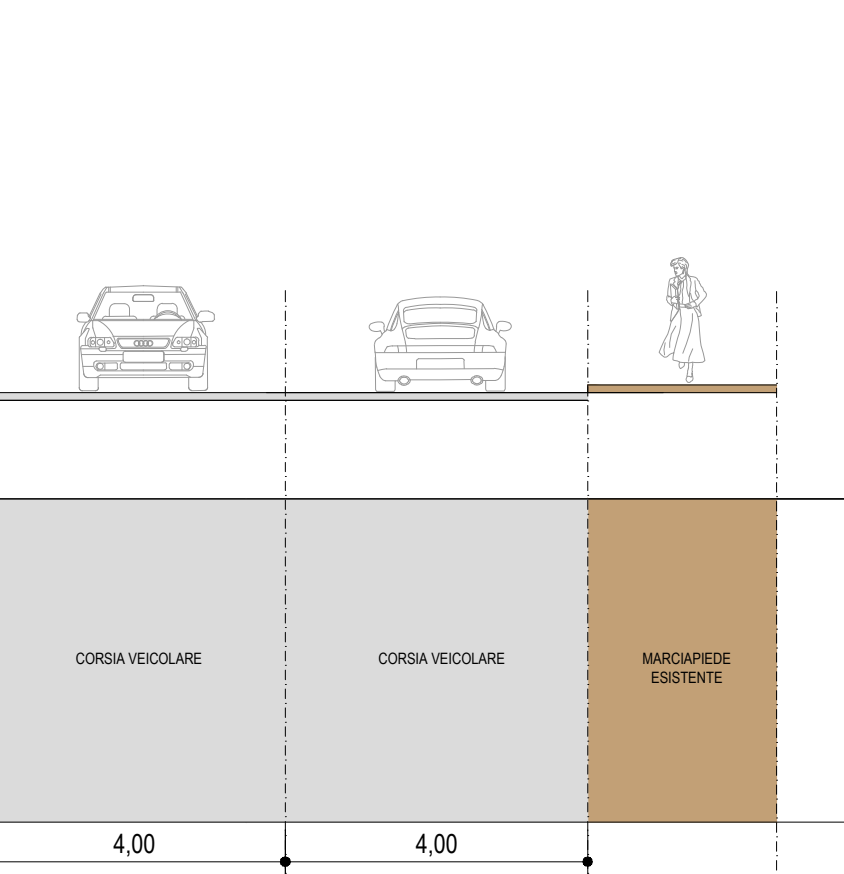 CORSIA VEICOLARE
CORSIA VEICOLARE
MARCIAPIEDE
ESISTENTE
4,00
4,00